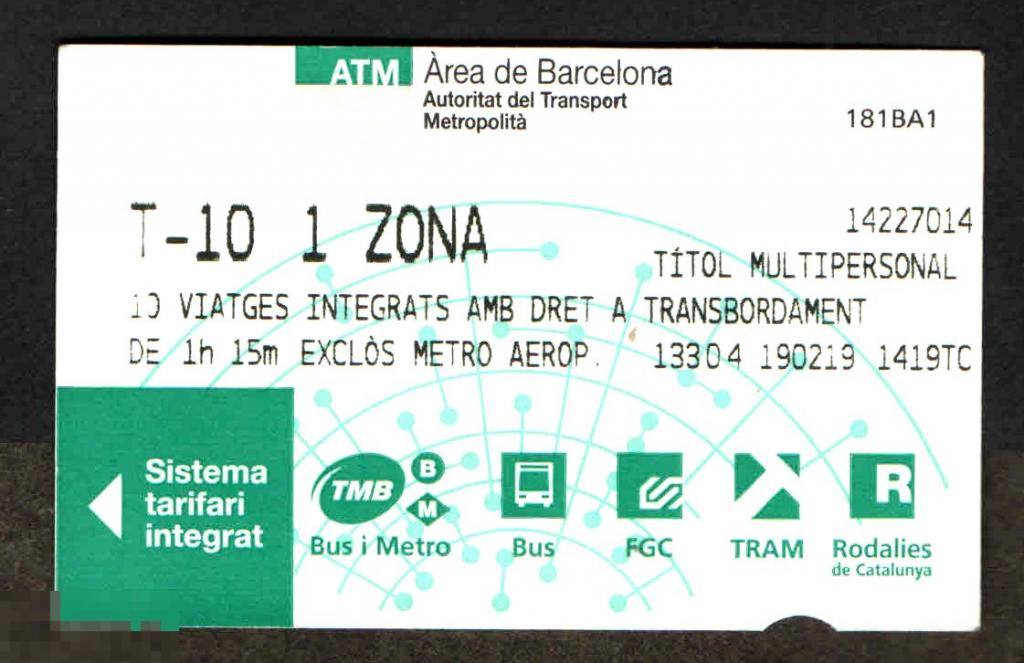 ATM Àrea de Barcelona
Autoritat del Transport
Metropolità
181BA1
T-10 1 ZONA
14227014
TÍTOL MULTIPERSONAL
10 VIATGES INTEGRATS AMB DRET A TRANSBORDAMENT
DE 1h 15m EXCLÒS METRO AEROP. 13304 190219 1419TC
Sistema
tarifari
integrat
TMB B M
Bus i Metro
Bus
FGC
TRAM
R
Rodalies
de Catalunya